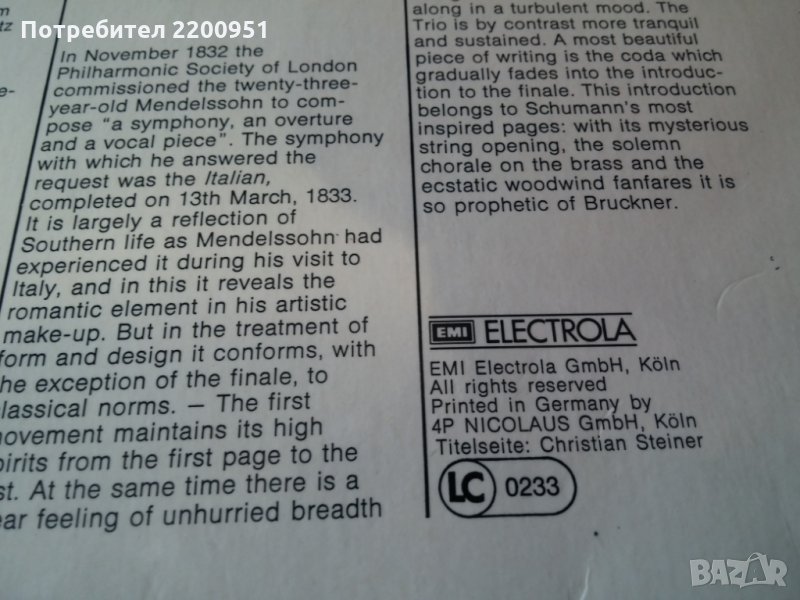 Потребител 2200951
m
tz
e-
In November 1832 the
Philharmonic Society of London
commissioned the twenty-three-
year-old Mendelssohn to com-
pose "a symphony, an overture
and a vocal piece". The symphony
with which he answered the
request was the Italian,
completed on 13th March, 1833.
It is largely a reflection of
Southern life as Mendelssohn had
experienced it during his visit to
Italy, and in this it reveals the
romantic element in his artistic
make-up. But in the treatment of
form and design it conforms, with
he exception of the finale, to
lassical norms. — The first
ovement maintains its high
pirits from the first page to the
st. At the same time there is a
ear feeling of unhurried breadth
along in a turbulent mood. The
Trio is by contrast more tranquil
and sustained. A most beautiful
piece of writing is the coda which
gradually fades into the introduc-
tion to the finale. This introduction
belongs to Schumann's most
inspired pages: with its mysterious
string opening, the solemn
chorale on the brass and the
ecstatic woodwind fanfares it is
so prophetic of Bruckner.
EMI ELECTROLA
EMI Electrola GmbH, Köln
All rights reserved
Printed in Germany by
4P NICOLAUS GmbH, Köln
Titelseite: Christian Steiner
LC 0233
BAZAR